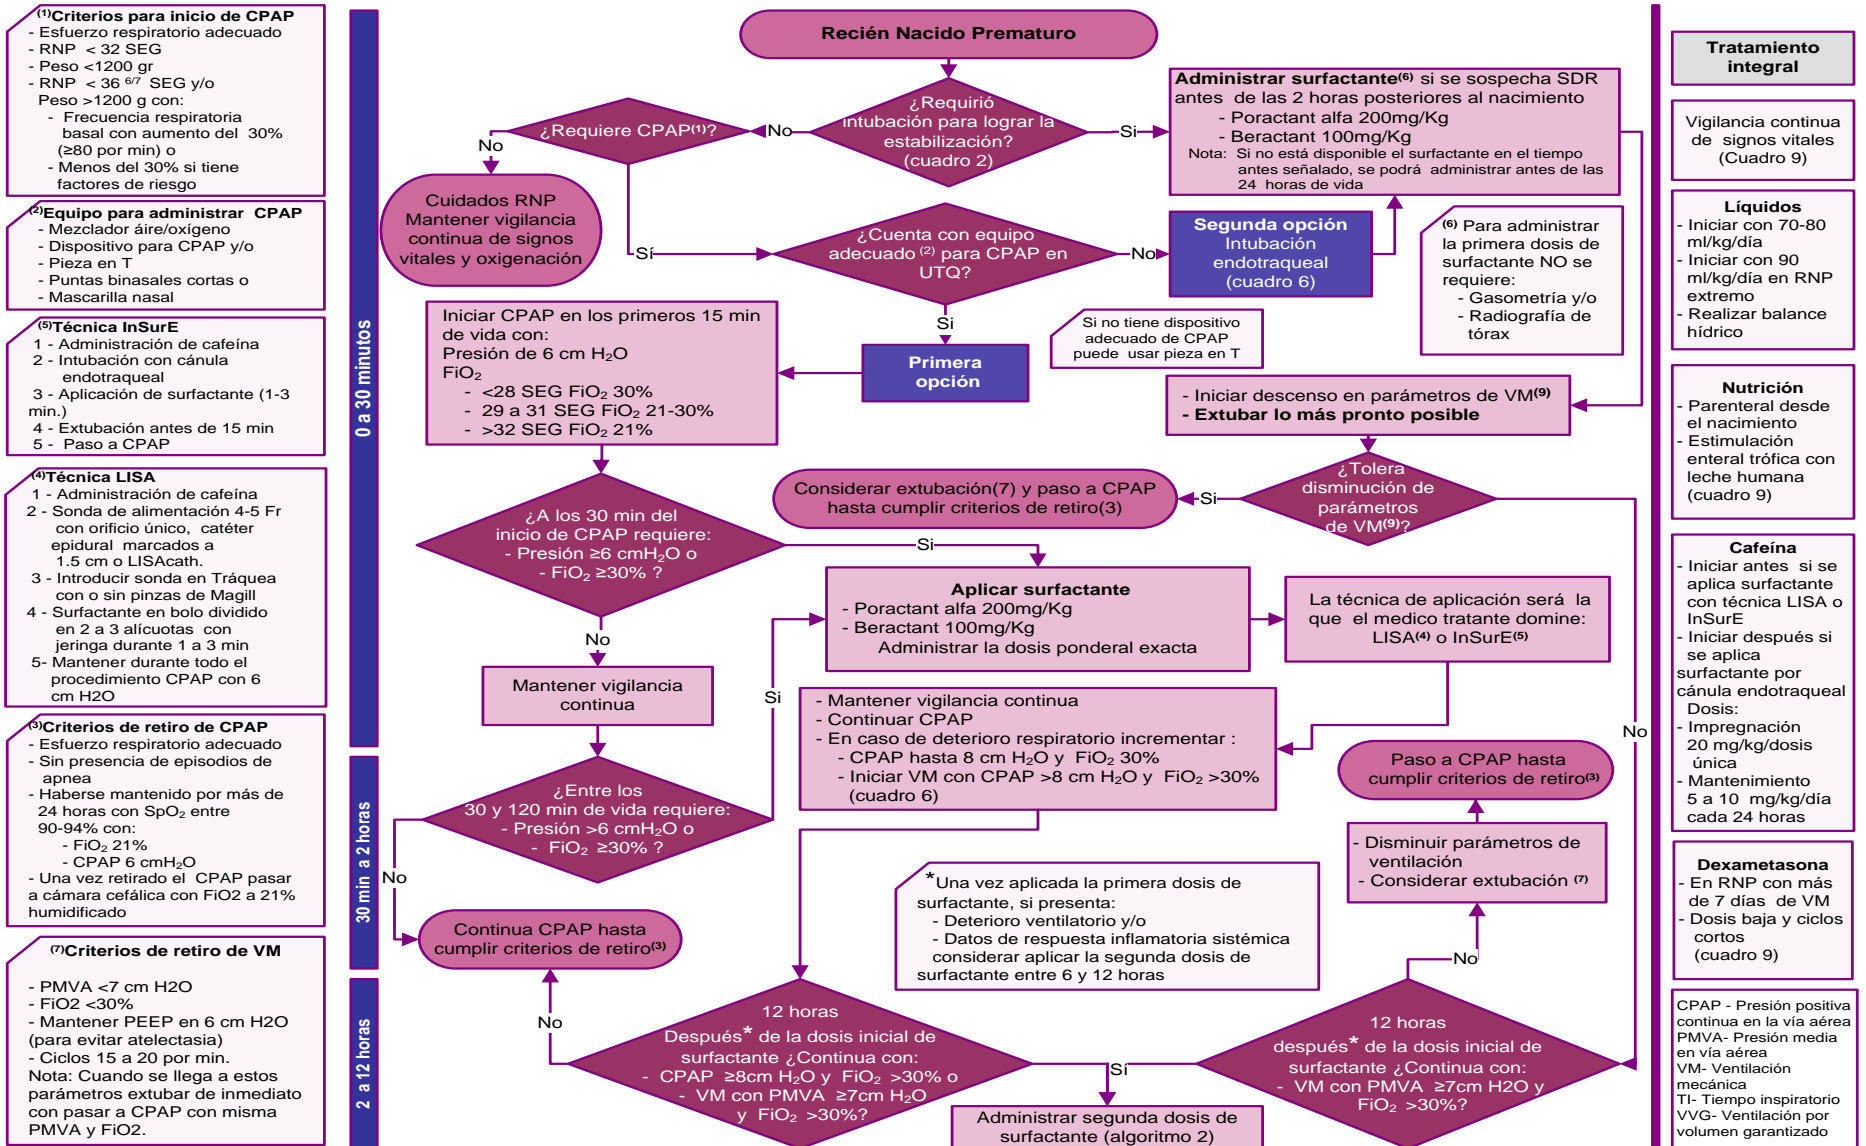 ⁽¹⁾Criterios para inicio de CPAP
- Esfuerzo respiratorio adecuado
- RNP < 32 SEG
- Peso <1200 gr
- RNP < 36 ⁶ᐟ⁷ SEG y/o
Peso >1200 g con:
- Frecuencia respiratoria
basal con aumento del 30%
(≥80 por min) o
- Menos del 30% si tiene
factores de riesgo
⁽²⁾Equipo para administrar CPAP
- Mezclador áire/oxígeno
- Dispositivo para CPAP y/o
- Pieza en T
- Puntas binasales cortas o
- Mascarilla nasal
⁽⁵⁾Técnica InSurE
1 - Administración de cafeína
2 - Intubación con cánula
endotraqueal
3 - Aplicación de surfactante (1-3
min.)
4 - Extubación antes de 15 min
5 - Paso a CPAP
⁽⁴⁾Técnica LISA
1 - Administración de cafeína
2 - Sonda de alimentación 4-5 Fr
con orificio único, catéter
epidural marcados a
1.5 cm o LISAcath.
3 - Introducir sonda en Tráquea
con o sin pinzas de Magill
4 - Surfactante en bolo dividido
en 2 a 3 alícuotas con
jeringa durante 1 a 3 min
5- Mantener durante todo el
procedimiento CPAP con 6
cm H2O
⁽³⁾Criterios de retiro de CPAP
- Esfuerzo respiratorio adecuado
- Sin presencia de episodios de
apnea
- Haberse mantenido por más de
24 horas con SpO₂ entre
90-94% con:
- FiO₂ 21%
- CPAP 6 cmH₂O
- Una vez retirado el CPAP pasar
a cámara cefálica con FiO2 a 21%
humidificado
⁽⁷⁾Criterios de retiro de VM
- PMVA <7 cm H2O
- FiO2 <30%
- Mantener PEEP en 6 cm H2O
(para evitar atelectasia)
- Ciclos 15 a 20 por min.
Nota: Cuando se llega a estos
parámetros extubar de inmediato
con pasar a CPAP con misma
PMVA y FiO2.
0 a 30 minutos
30 min a 2 horas
2 a 12 horas
Recién Nacido Prematuro
¿Requirió
intubación para lograr la
estabilización?
(cuadro 2)
No
Si
¿Requiere CPAP⁽¹⁾?
No
Sí
Cuidados RNP
Mantener vigilancia
continua de signos
vitales y oxigenación
Administrar surfactante⁽⁶⁾ si se sospecha SDR
antes de las 2 horas posteriores al nacimiento
- Poractant alfa 200mg/Kg
- Beractant 100mg/Kg
Nota: Si no está disponible el surfactante en el tiempo
antes señalado, se podrá administrar antes de las
24 horas de vida
¿Cuenta con equipo
adecuado ⁽²⁾ para CPAP en
UTQ?
No
Si
Segunda opción
Intubación
endotraqueal
(cuadro 6)
⁽⁶⁾ Para administrar
la primera dosis de
surfactante NO se
requiere:
- Gasometría y/o
- Radiografía de
tórax
Primera
opción
Si no tiene dispositivo
adecuado de CPAP
puede usar pieza en T
Iniciar CPAP en los primeros 15 min
de vida con:
Presión de 6 cm H₂O
FiO₂
- <28 SEG FiO₂ 30%
- 29 a 31 SEG FiO₂ 21-30%
- >32 SEG FiO₂ 21%
- Iniciar descenso en parámetros de VM⁽⁹⁾
- Extubar lo más pronto posible
¿Tolera
disminución de
parámetros
de VM⁽⁹⁾?
Si
No
Considerar extubación(7) y paso a CPAP
hasta cumplir criterios de retiro(3)
¿A los 30 min del
inicio de CPAP requiere:
- Presión ≥6 cmH₂O o
- FiO₂ ≥30% ?
Si
No
Aplicar surfactante
- Poractant alfa 200mg/Kg
- Beractant 100mg/Kg
Administrar la dosis ponderal exacta
La técnica de aplicación será la
que el medico tratante domine:
LISA⁽⁴⁾ o InSurE⁽⁵⁾
Mantener vigilancia
continua
Si
- Mantener vigilancia continua
- Continuar CPAP
- En caso de deterioro respiratorio incrementar :
- CPAP hasta 8 cm H₂O y FiO₂ 30%
- Iniciar VM con CPAP >8 cm H₂O y FiO₂ >30%
(cuadro 6)
Paso a CPAP hasta
cumplir criterios de retiro⁽³⁾
¿Entre los
30 y 120 min de vida requiere:
- Presión >6 cmH₂O o
- FiO₂ ≥30% ?
No
- Disminuir parámetros de
ventilación
- Considerar extubación ⁽⁷⁾
*Una vez aplicada la primera dosis de
surfactante, si presenta:
- Deterioro ventilatorio y/o
- Datos de respuesta inflamatoria sistémica
considerar aplicar la segunda dosis de
surfactante entre 6 y 12 horas
Continua CPAP hasta
cumplir criterios de retiro⁽³⁾
No
No
12 horas
Después* de la dosis inicial de
surfactante ¿Continua con:
- CPAP ≥8cm H₂O y FiO₂ >30% o
- VM con PMVA ≥7cm H₂O
y FiO₂ >30%?
Sí
12 horas
después* de la dosis inicial de
surfactante ¿Continua con:
- VM con PMVA ≥7cm H2O y
FiO₂ >30%?
Administrar segunda dosis de
surfactante (algoritmo 2)
Tratamiento
integral
Vigilancia continua
de signos vitales
(Cuadro 9)
Líquidos
- Iniciar con 70-80
ml/kg/día
- Iniciar con 90
ml/kg/día en RNP
extremo
- Realizar balance
hídrico
Nutrición
- Parenteral desde
el nacimiento
- Estimulación
enteral trófica con
leche humana
(cuadro 9)
Cafeína
- Iniciar antes si se
aplica surfactante
con técnica LISA o
InSurE
- Iniciar después si
se aplica
surfactante por
cánula endotraqueal
Dosis:
- Impregnación
20 mg/kg/dosis
única
- Mantenimiento
5 a 10 mg/kg/día
cada 24 horas
Dexametasona
- En RNP con más
de 7 días de VM
- Dosis baja y ciclos
cortos
(cuadro 9)
CPAP - Presión positiva
continua en la vía aérea
PMVA- Presión media
en vía aérea
VM- Ventilación
mecánica
TI- Tiempo inspiratorio
VVG- Ventilación por
volumen garantizado